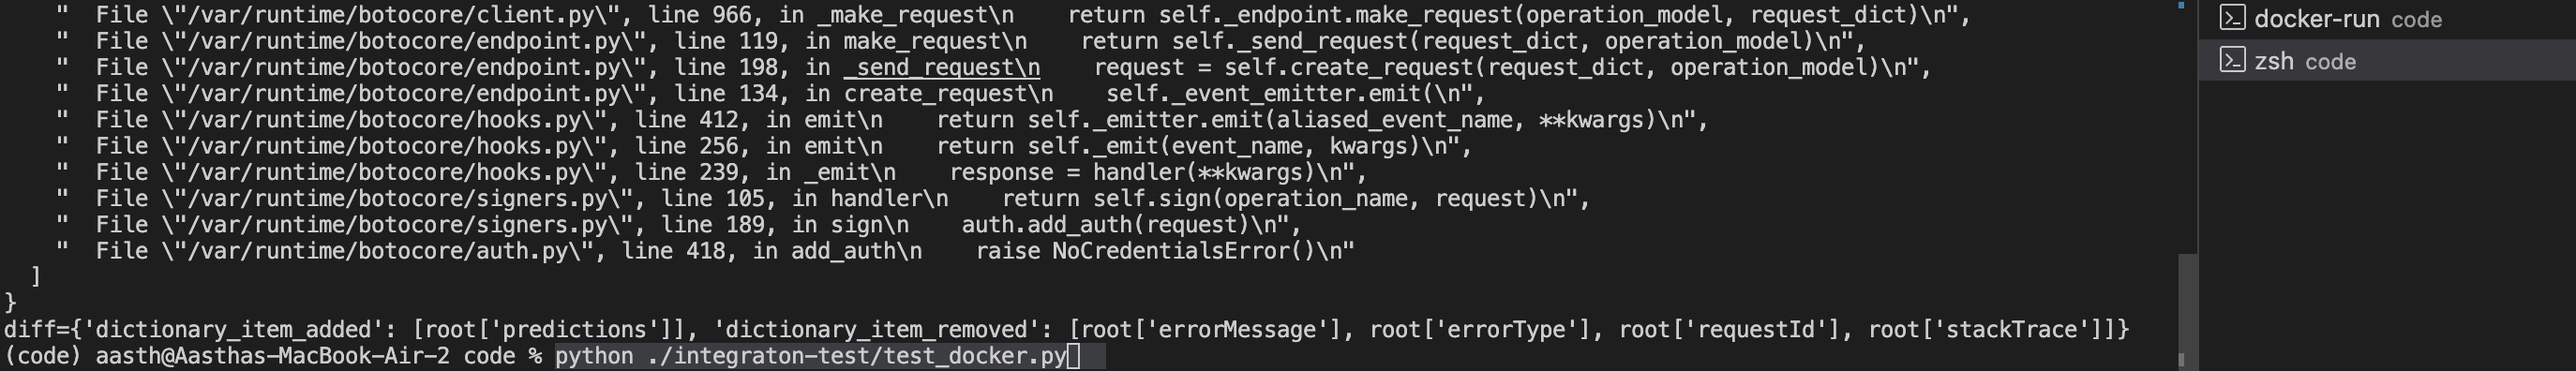 "  File \"/var/runtime/botocore/client.py\", line 966, in _make_request\n    return self._endpoint.make_request(operation_model, request_dict)\n",
"  File \"/var/runtime/botocore/endpoint.py\", line 119, in make_request\n    return self._send_request(request_dict, operation_model)\n",
"  File \"/var/runtime/botocore/endpoint.py\", line 198, in _send_request\n    request = self.create_request(request_dict, operation_model)\n",
"  File \"/var/runtime/botocore/endpoint.py\", line 134, in create_request\n    self._event_emitter.emit(\n",
"  File \"/var/runtime/botocore/hooks.py\", line 412, in emit\n    return self._emitter.emit(aliased_event_name, **kwargs)\n",
"  File \"/var/runtime/botocore/hooks.py\", line 256, in emit\n    return self._emit(event_name, kwargs)\n",
"  File \"/var/runtime/botocore/hooks.py\", line 239, in _emit\n    response = handler(**kwargs)\n",
"  File \"/var/runtime/botocore/signers.py\", line 105, in handler\n    return self.sign(operation_name, request)\n",
"  File \"/var/runtime/botocore/signers.py\", line 189, in sign\n    auth.add_auth(request)\n",
"  File \"/var/runtime/botocore/auth.py\", line 418, in add_auth\n    raise NoCredentialsError()\n"
]
}
diff={'dictionary_item_added': [root['predictions']], 'dictionary_item_removed': [root['errorMessage'], root['errorType'], root['requestId'], root['stackTrace']]}
(code) aasth@Aasthas-MacBook-Air-2 code % python ./integraton-test/test_docker.py
docker-run code
zsh code